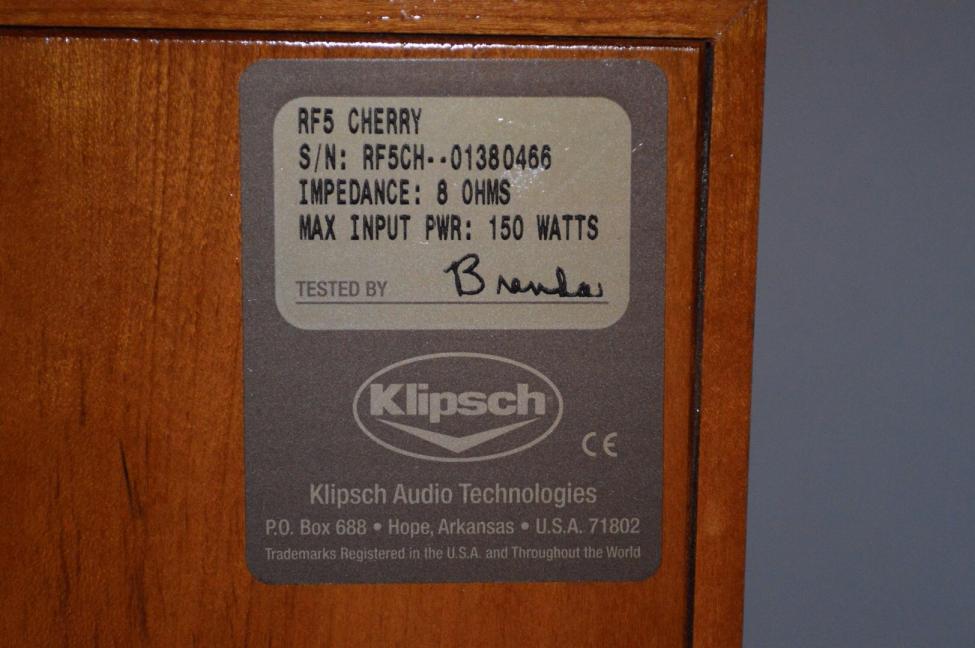 RF5 CHERRY
S/N: RF5CH--01380466
IMPEDANCE: 8 OHMS
MAX INPUT PWR: 150 WATTS
TESTED BY Brenda
Klipsch
CE
Klipsch Audio Technologies
P.O. Box 688 • Hope, Arkansas • U.S.A. 71802
Trademarks Registered in the U.S.A. and Throughout the World